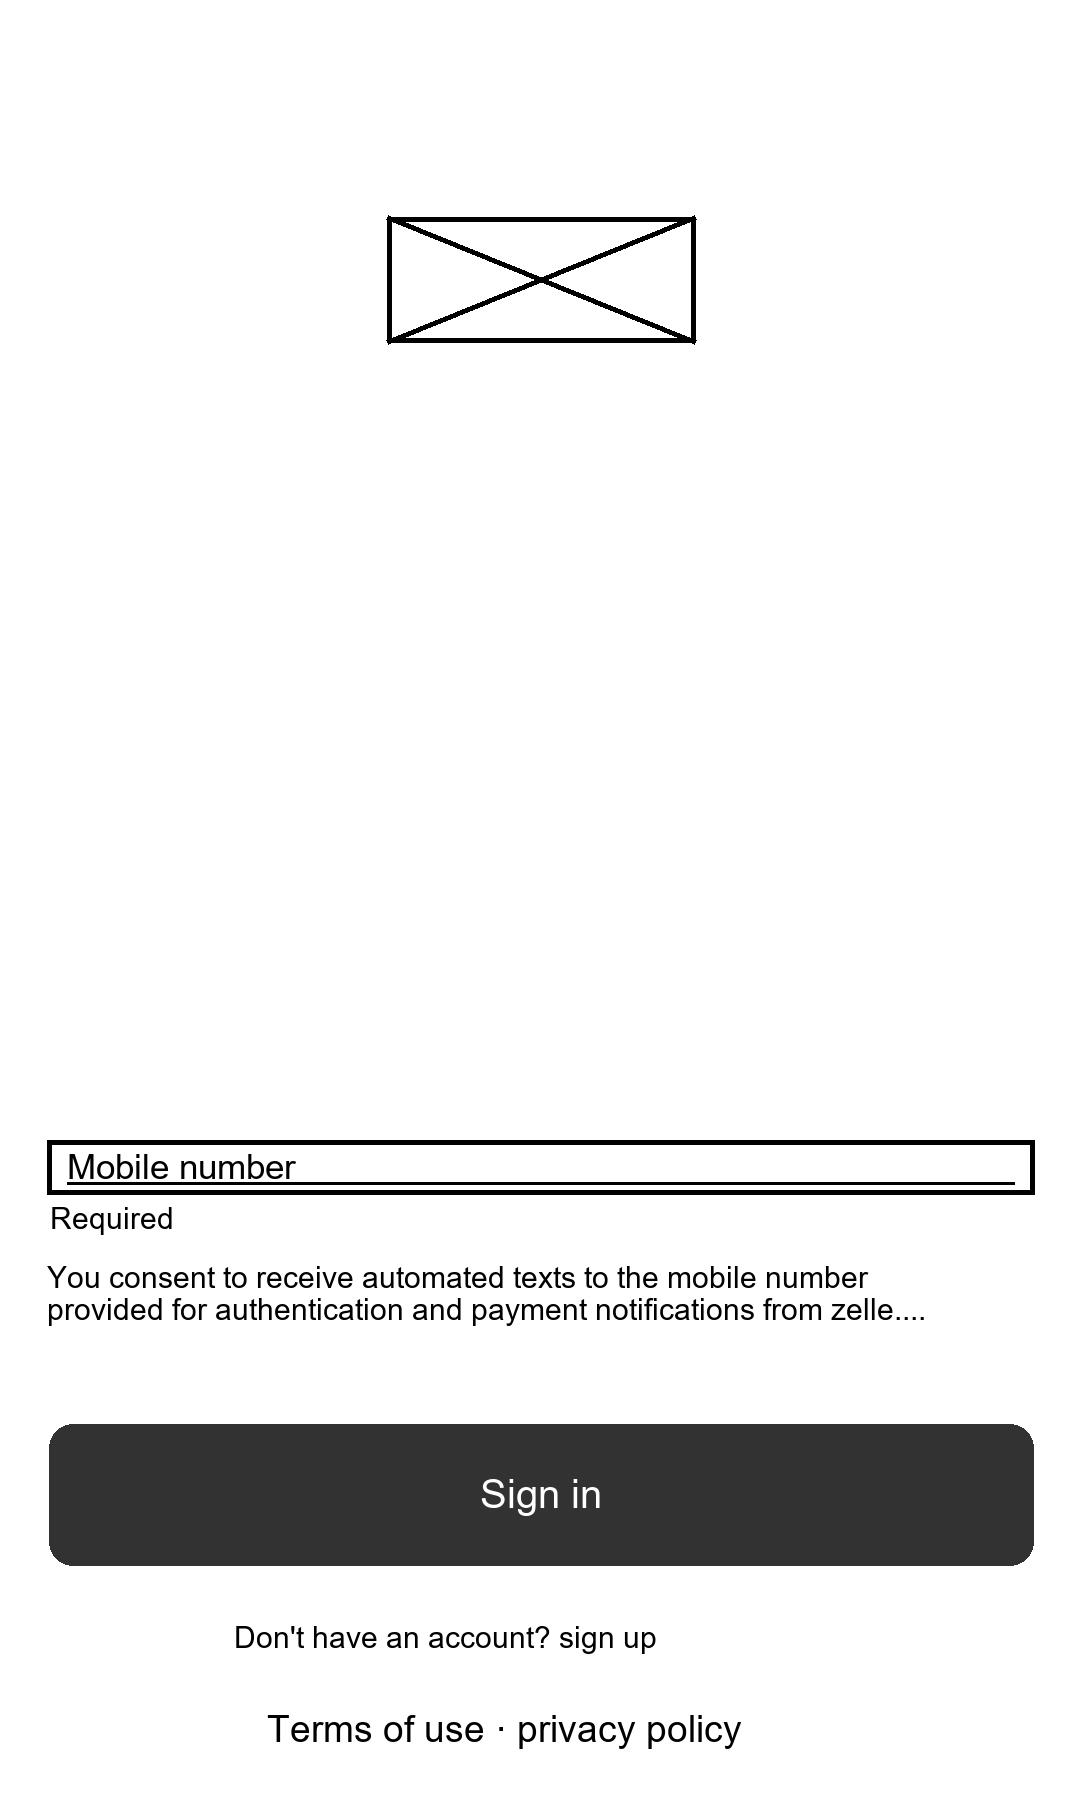 Mobile number
Required
You consent to receive automated texts to the mobile number
provided for authentication and payment notifications from zelle....
Sign in
Don't have an account? sign up
Terms of use · privacy policy